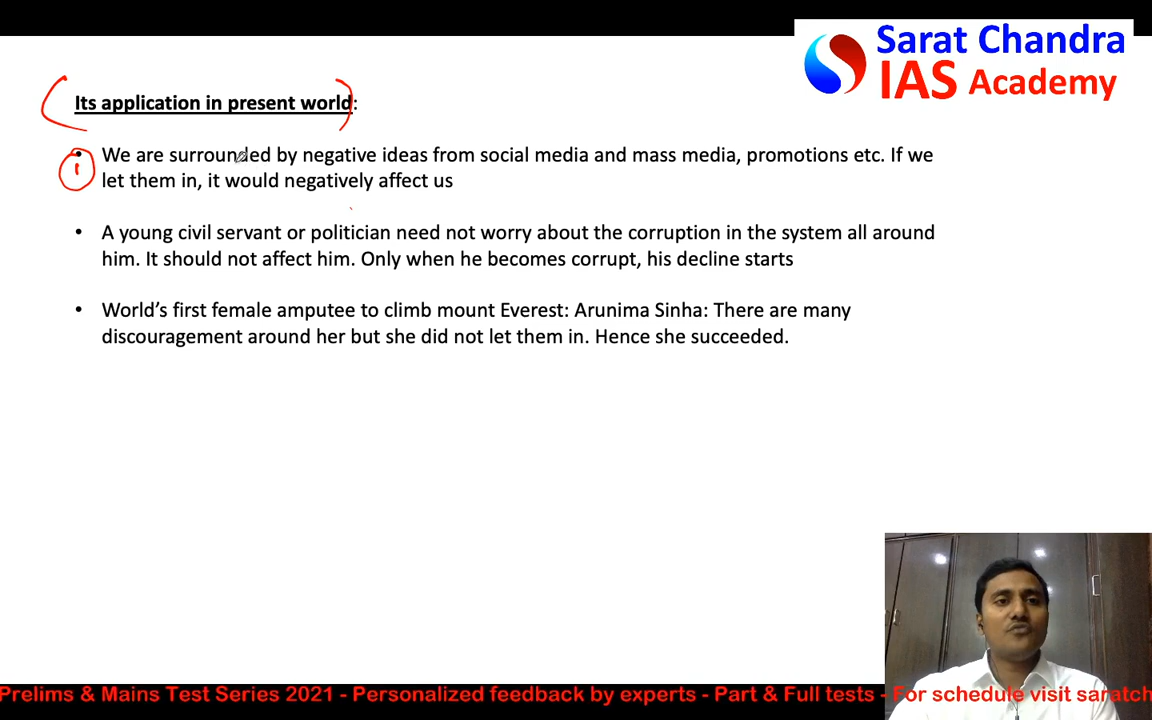 Sarat Chandra
IAS Academy
Its application in present world:
1
• We are surrounded by negative ideas from social media and mass media, promotions etc. If we
let them in, it would negatively affect us
• A young civil servant or politician need not worry about the corruption in the system all around
him. It should not affect him. Only when he becomes corrupt, his decline starts
• World's first female amputee to climb mount Everest: Arunima Sinha: There are many
discouragement around her but she did not let them in. Hence she succeeded.
Prelims & Mains Test Series 2021 - Personalized feedback by experts - Part & Full tests - For schedule visit saratch